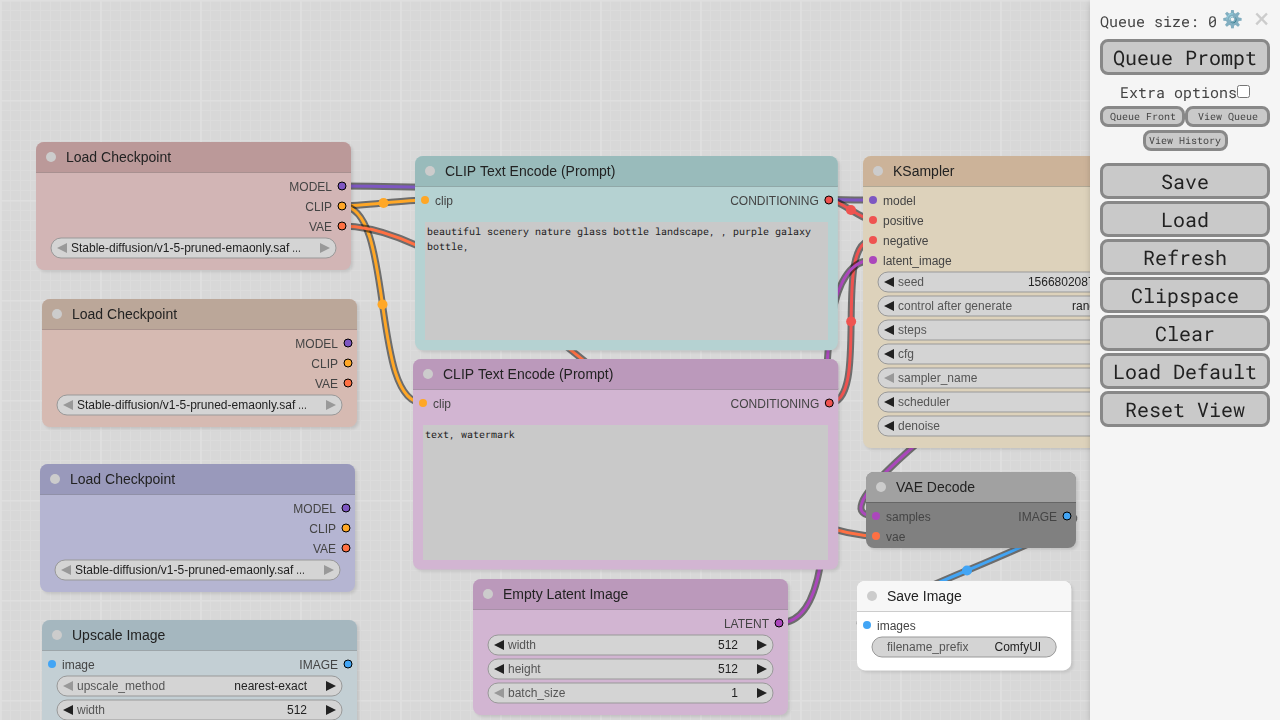 Load Checkpoint
MODEL
CLIP
VAE
Stable-diffusion/v1-5-pruned-emaonly.saf ...
Load Checkpoint
MODEL
CLIP
VAE
Stable-diffusion/v1-5-pruned-emaonly.saf ...
Load Checkpoint
MODEL
CLIP
VAE
Stable-diffusion/v1-5-pruned-emaonly.saf ...
Upscale Image
image IMAGE
upscale_method nearest-exact
width 512
CLIP Text Encode (Prompt)
clip CONDITIONING
beautiful scenery nature glass bottle landscape, , purple galaxy
bottle,
CLIP Text Encode (Prompt)
clip CONDITIONING
text, watermark
Empty Latent Image
LATENT
width 512
height 512
batch_size 1
KSampler
model
positive
negative
latent_image
seed 1566802087
control after generate ran
steps
cfg
sampler_name
scheduler
denoise
VAE Decode
samples IMAGE
vae
Save Image
images
filename_prefix ComfyUI
Queue size: 0
Queue Prompt
Extra options
Queue Front View Queue
View History
Save
Load
Refresh
Clipspace
Clear
Load Default
Reset View